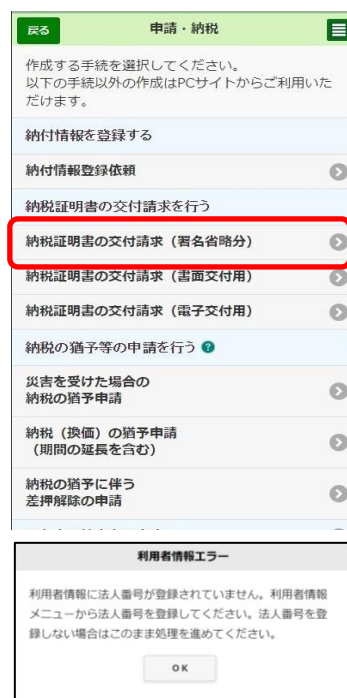 戻る
申請・納税
作成する手続を選択してください。
以下の手続以外の作成はPCサイトからご利用いた
だけます。
納付情報を登録する
納付情報登録依頼
納税証明書の交付請求を行う
納税証明書の交付請求（署名省略分）
納税証明書の交付請求（書面交付用）
納税証明書の交付請求（電子交付用）
納税の猶予等の申請を行う ?
災害を受けた場合の
納税の猶予申請
納税（換価）の猶予申請
（期間の延長を含む）
納税の猶予に伴う
差押解除の申請
利用者情報エラー
利用者情報に法人番号が登録されていません。利用者情報
メニューから法人番号を登録してください。法人番号を登
録しない場合はこのまま処理を進めてください。
OK